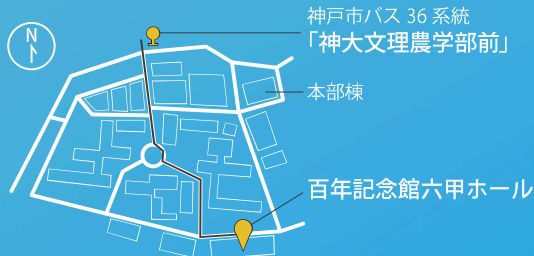 N
神戸市バス 36 系統
「神大文理農学部前」
本部棟
百年記念館六甲ホール